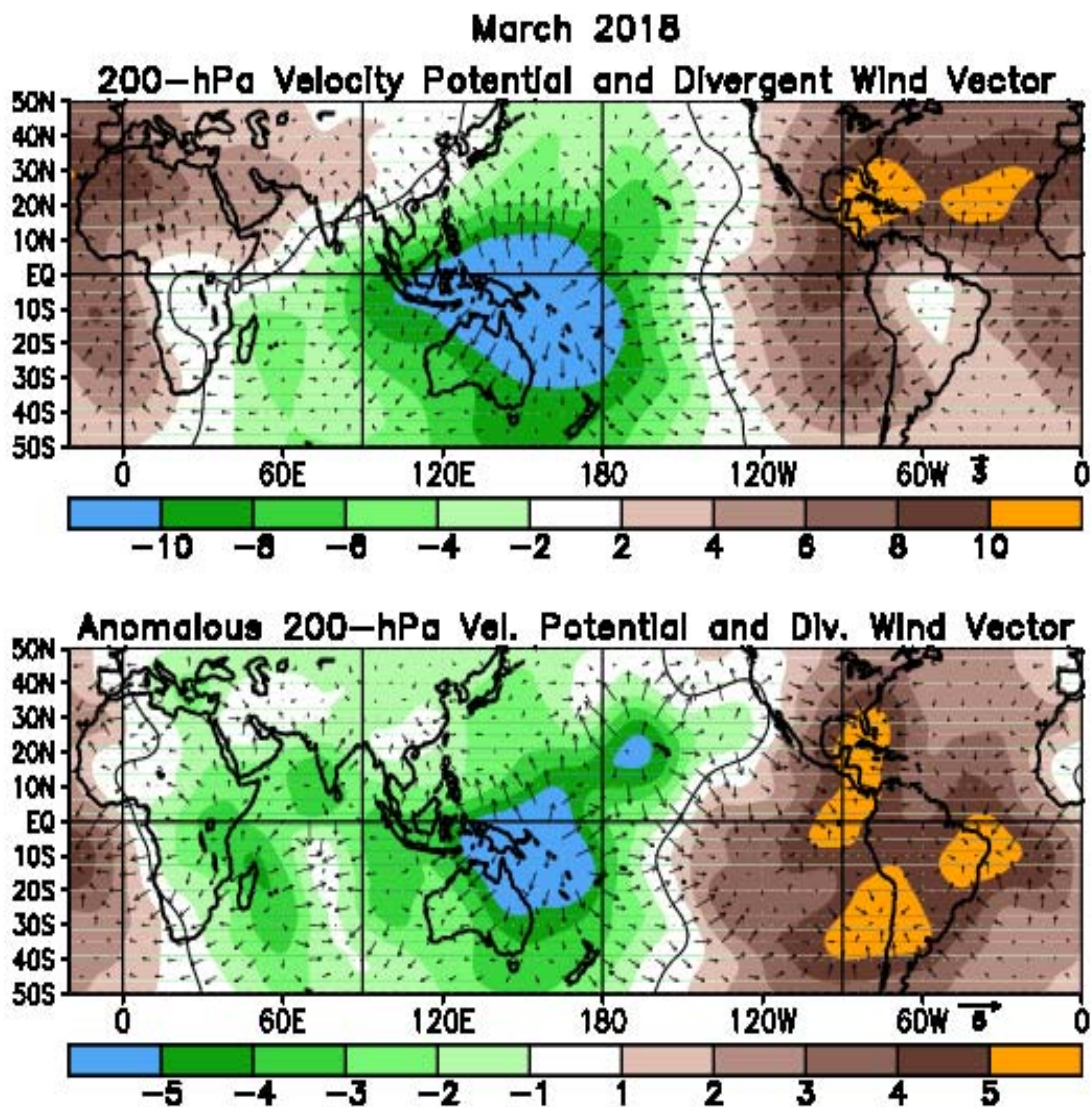 March 2018
200-hPa Velocity Potential and Divergent Wind Vector
50N
40N
30N
20N
10N
EQ
10S
20S
30S
40S
50S
0 60E 120E 180 120W 60W 3 0
-10 -8 -6 -4 -2 2 4 6 8 10
Anomalous 200-hPa Vel. Potential and Div. Wind Vector
50N
40N
30N
20N
10N
EQ
10S
20S
30S
40S
50S
0 60E 120E 180 120W 60W 0
-5 -4 -3 -2 -1 1 2 3 4 5